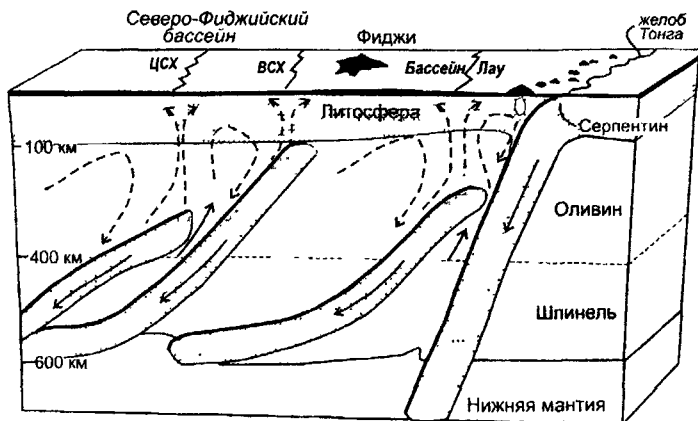 Северо-Фиджийский
бассейн
Фиджи
желоб
Тонга
ЦСХ
ВСХ
Бассейн Лау
Литосфера
Серпентин
100 км
Оливин
400 км
Шпинель
600 км
Нижняя мантия